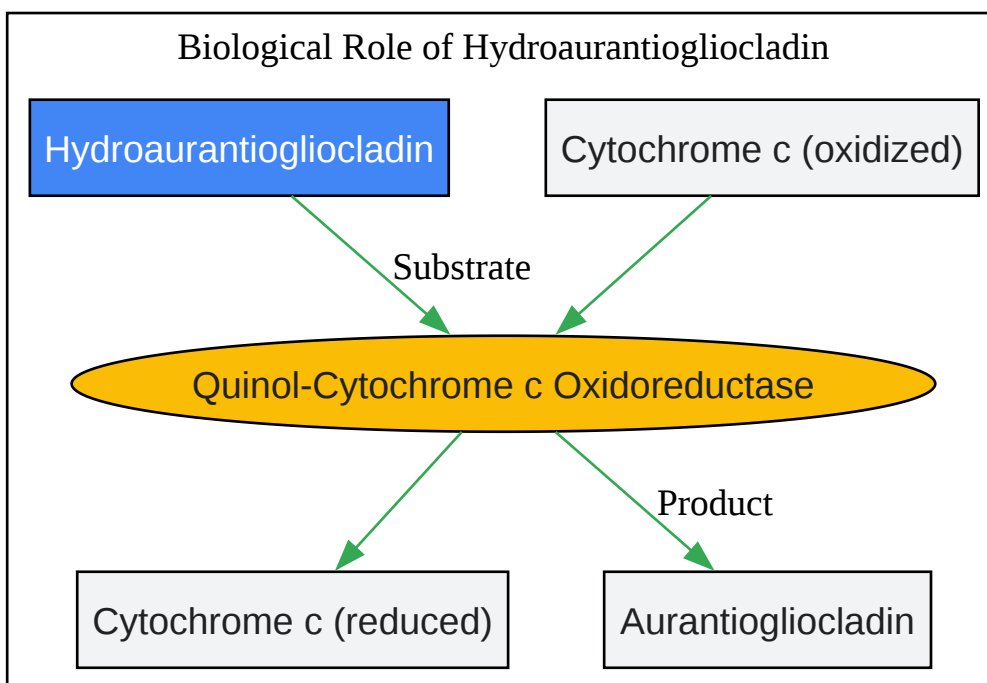 Biological Role of Hydroaurantiogliocladin
Hydroaurantiogliocladin
Cytochrome c (oxidized)
Substrate
Quinol-Cytochrome c Oxidoreductase
Product
Cytochrome c (reduced)
Aurantiogliocladin